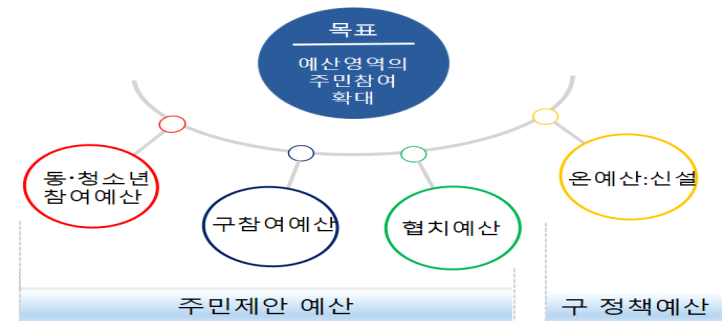 목표
예산영역의
주민참여
확대
동·청소년
참여예산
구참여예산
협치예산
온예산:신설
주민제안 예산
구 정책예산